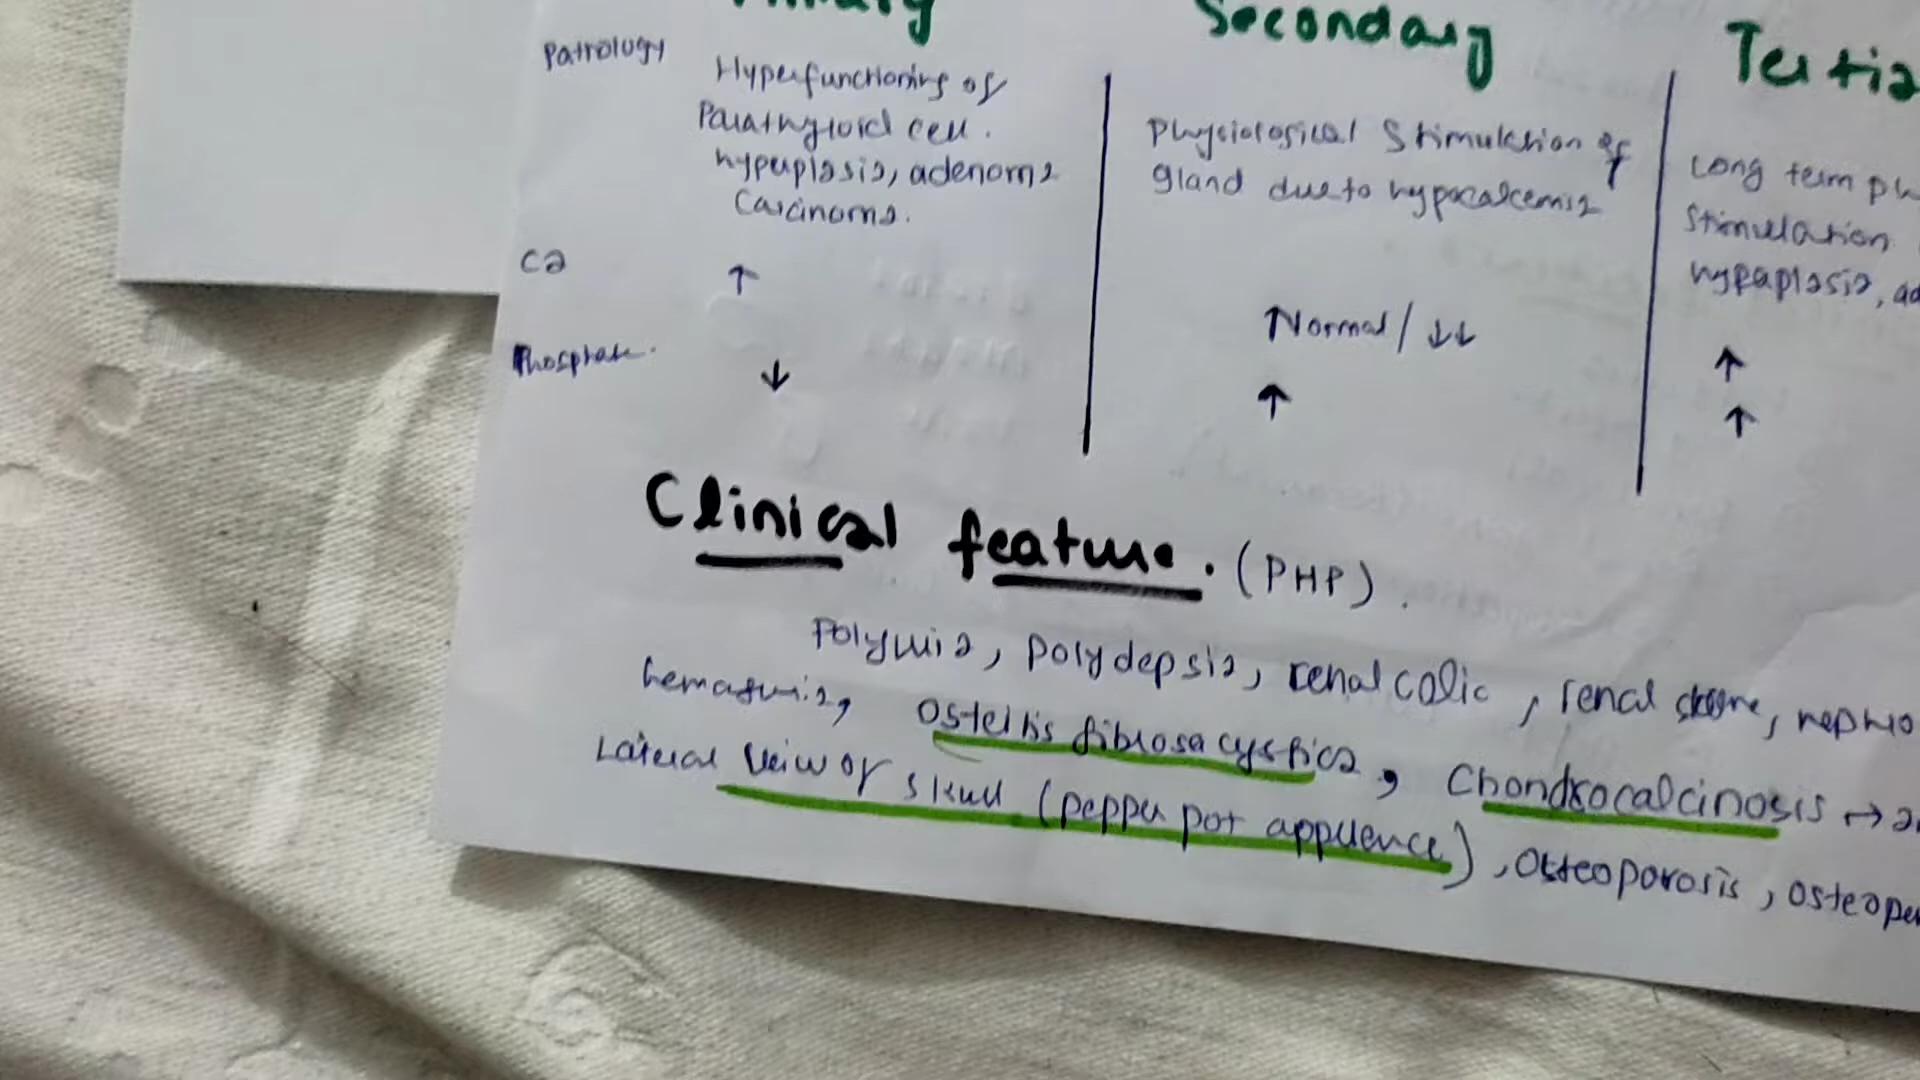 Secondary
Pathology
Hyperfunctioning of
Parathyroid cell.
hyperplasia, adenoma
Carcinoma.
Physiological Stimulation of
gland due to hypocalcemia
Long term
Stimulation
hyperplasia,
Ca ↑ ↑Normal/↓↓ ↑
Phosphate. ↓ ↑ ↑
Clinical feature. (PHP).
Polyuria, polydepsia, renal colic, renal stone,
hematuria, Osteitis fibrosa cystica, Chondrocalcinosis →
Lateral veiw of skull (pepper pot apperence), Osteoporosis,